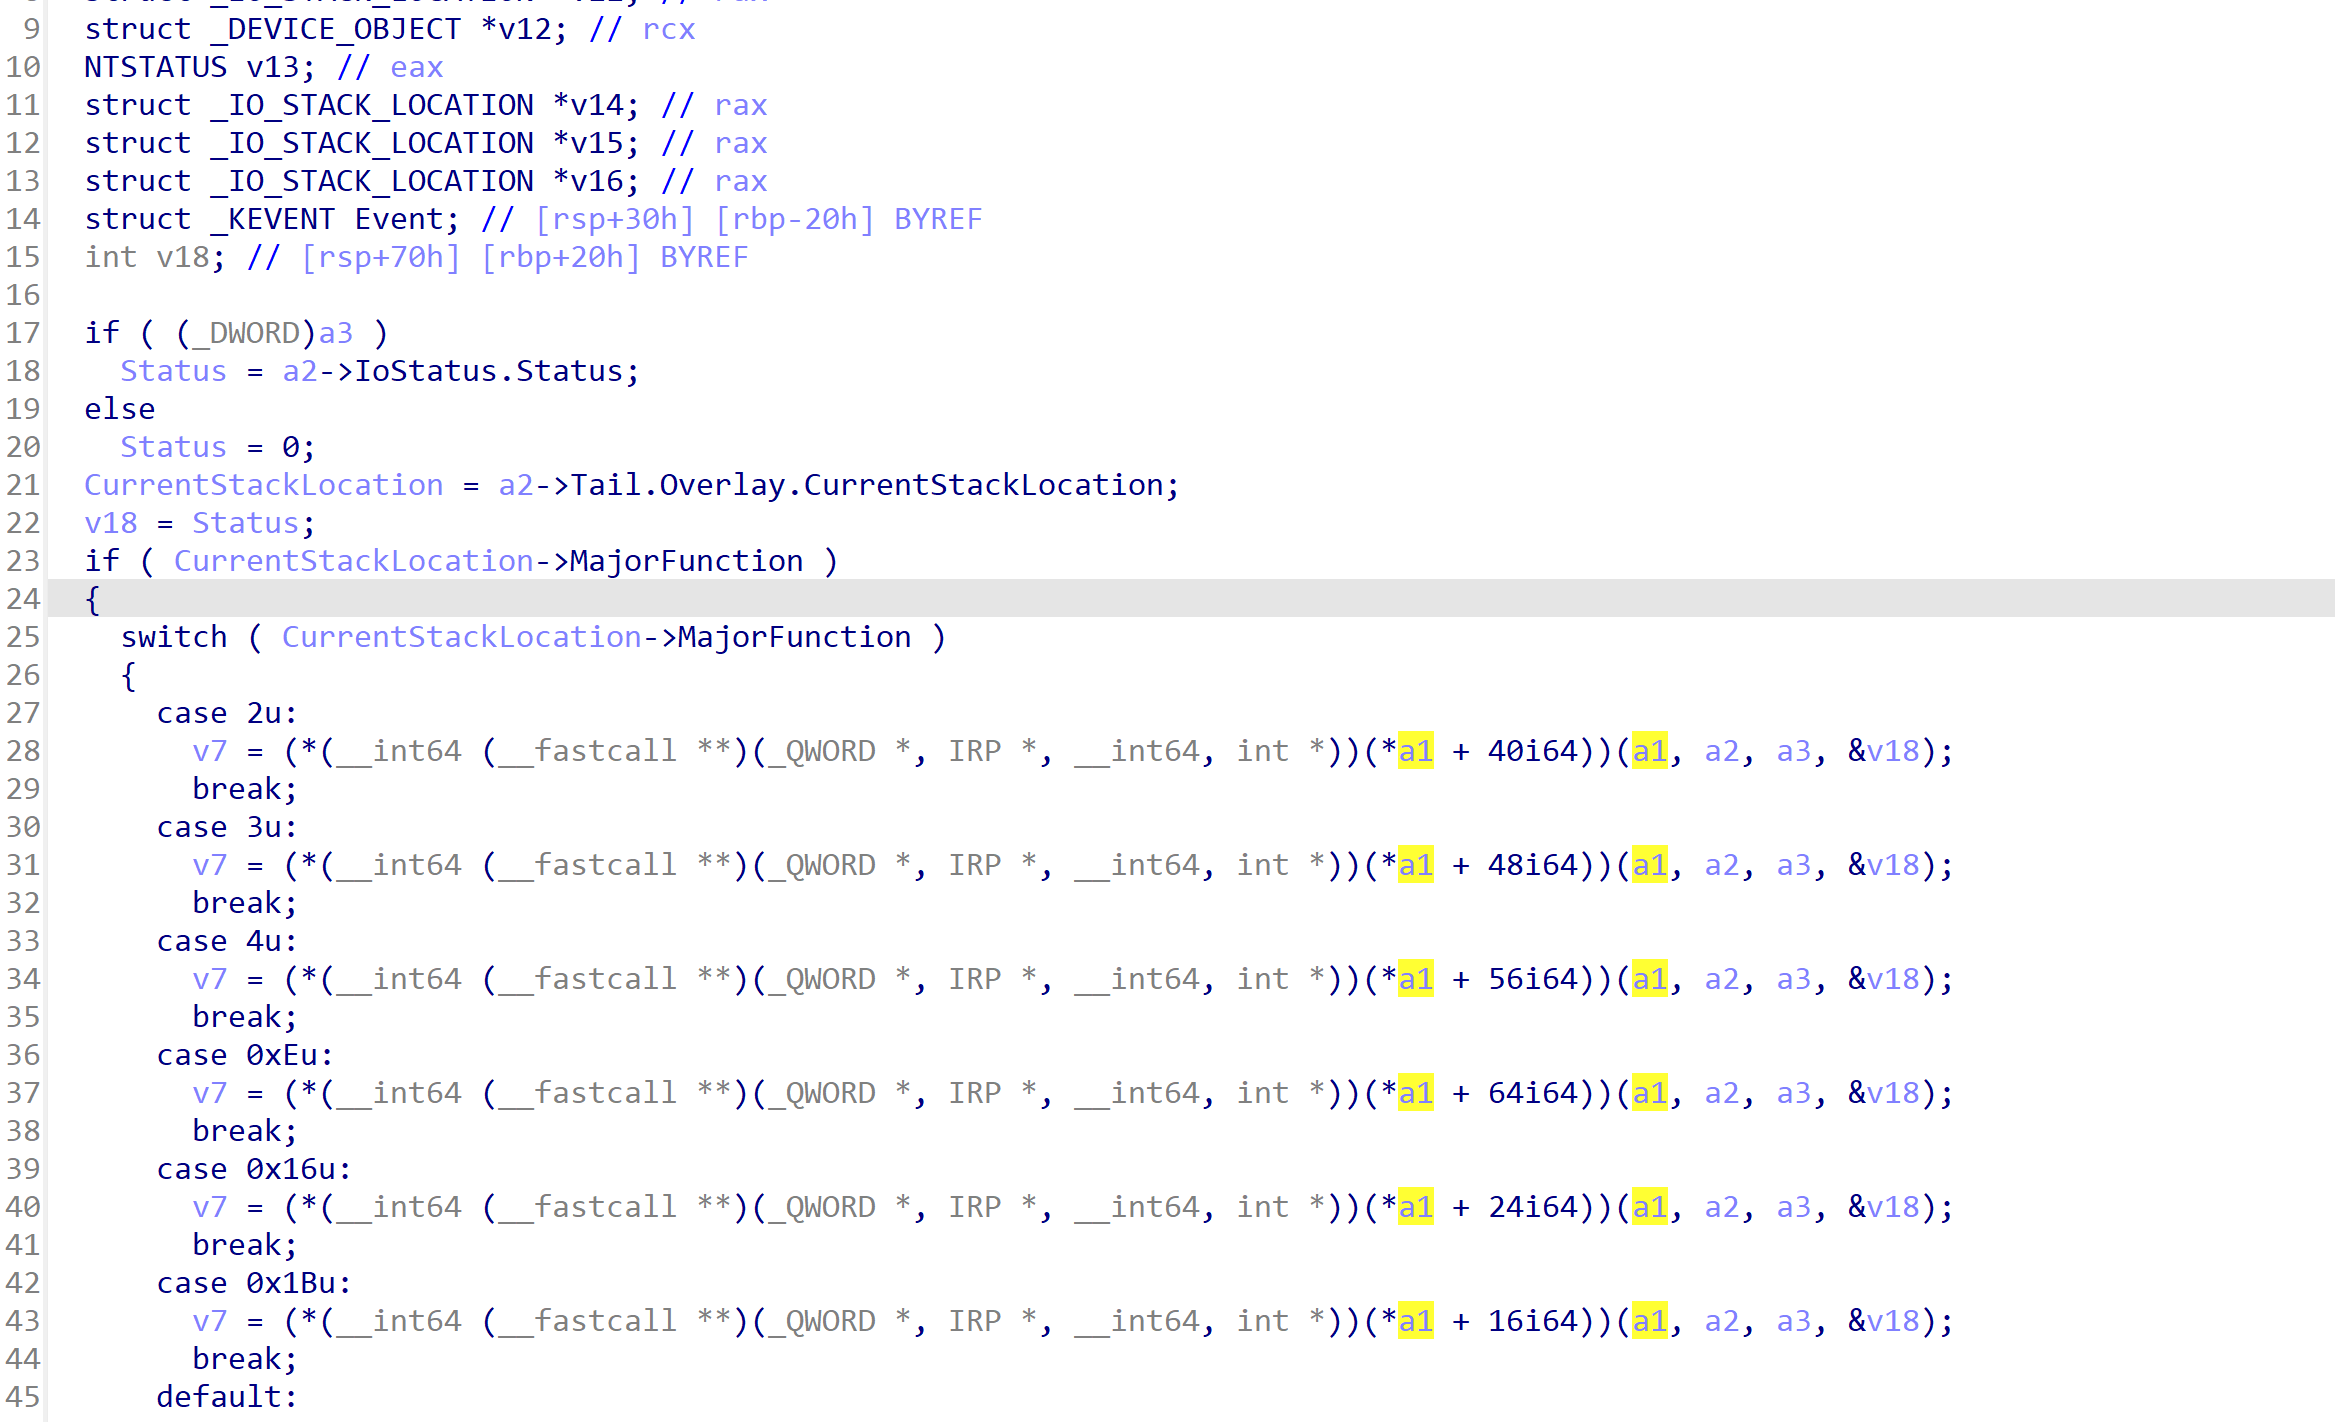 9 struct _DEVICE_OBJECT *v12; // rcx
10 NTSTATUS v13; // eax
11 struct _IO_STACK_LOCATION *v14; // rax
12 struct _IO_STACK_LOCATION *v15; // rax
13 struct _IO_STACK_LOCATION *v16; // rax
14 struct _KEVENT Event; // [rsp+30h] [rbp-20h] BYREF
15 int v18; // [rsp+70h] [rbp+20h] BYREF
16
17 if ( (_DWORD)a3 )
18 Status = a2->IoStatus.Status;
19 else
20 Status = 0;
21 CurrentStackLocation = a2->Tail.Overlay.CurrentStackLocation;
22 v18 = Status;
23 if ( CurrentStackLocation->MajorFunction )
24 {
25 switch ( CurrentStackLocation->MajorFunction )
26 {
27 case 2u:
28 v7 = (*(__int64 (__fastcall **)(_QWORD *, IRP *, __int64, int *))(*a1 + 40i64))(a1, a2, a3, &v18);
29 break;
30 case 3u:
31 v7 = (*(__int64 (__fastcall **)(_QWORD *, IRP *, __int64, int *))(*a1 + 48i64))(a1, a2, a3, &v18);
32 break;
33 case 4u:
34 v7 = (*(__int64 (__fastcall **)(_QWORD *, IRP *, __int64, int *))(*a1 + 56i64))(a1, a2, a3, &v18);
35 break;
36 case 0xEu:
37 v7 = (*(__int64 (__fastcall **)(_QWORD *, IRP *, __int64, int *))(*a1 + 64i64))(a1, a2, a3, &v18);
38 break;
39 case 0x16u:
40 v7 = (*(__int64 (__fastcall **)(_QWORD *, IRP *, __int64, int *))(*a1 + 24i64))(a1, a2, a3, &v18);
41 break;
42 case 0x1Bu:
43 v7 = (*(__int64 (__fastcall **)(_QWORD *, IRP *, __int64, int *))(*a1 + 16i64))(a1, a2, a3, &v18);
44 break;
45 default: